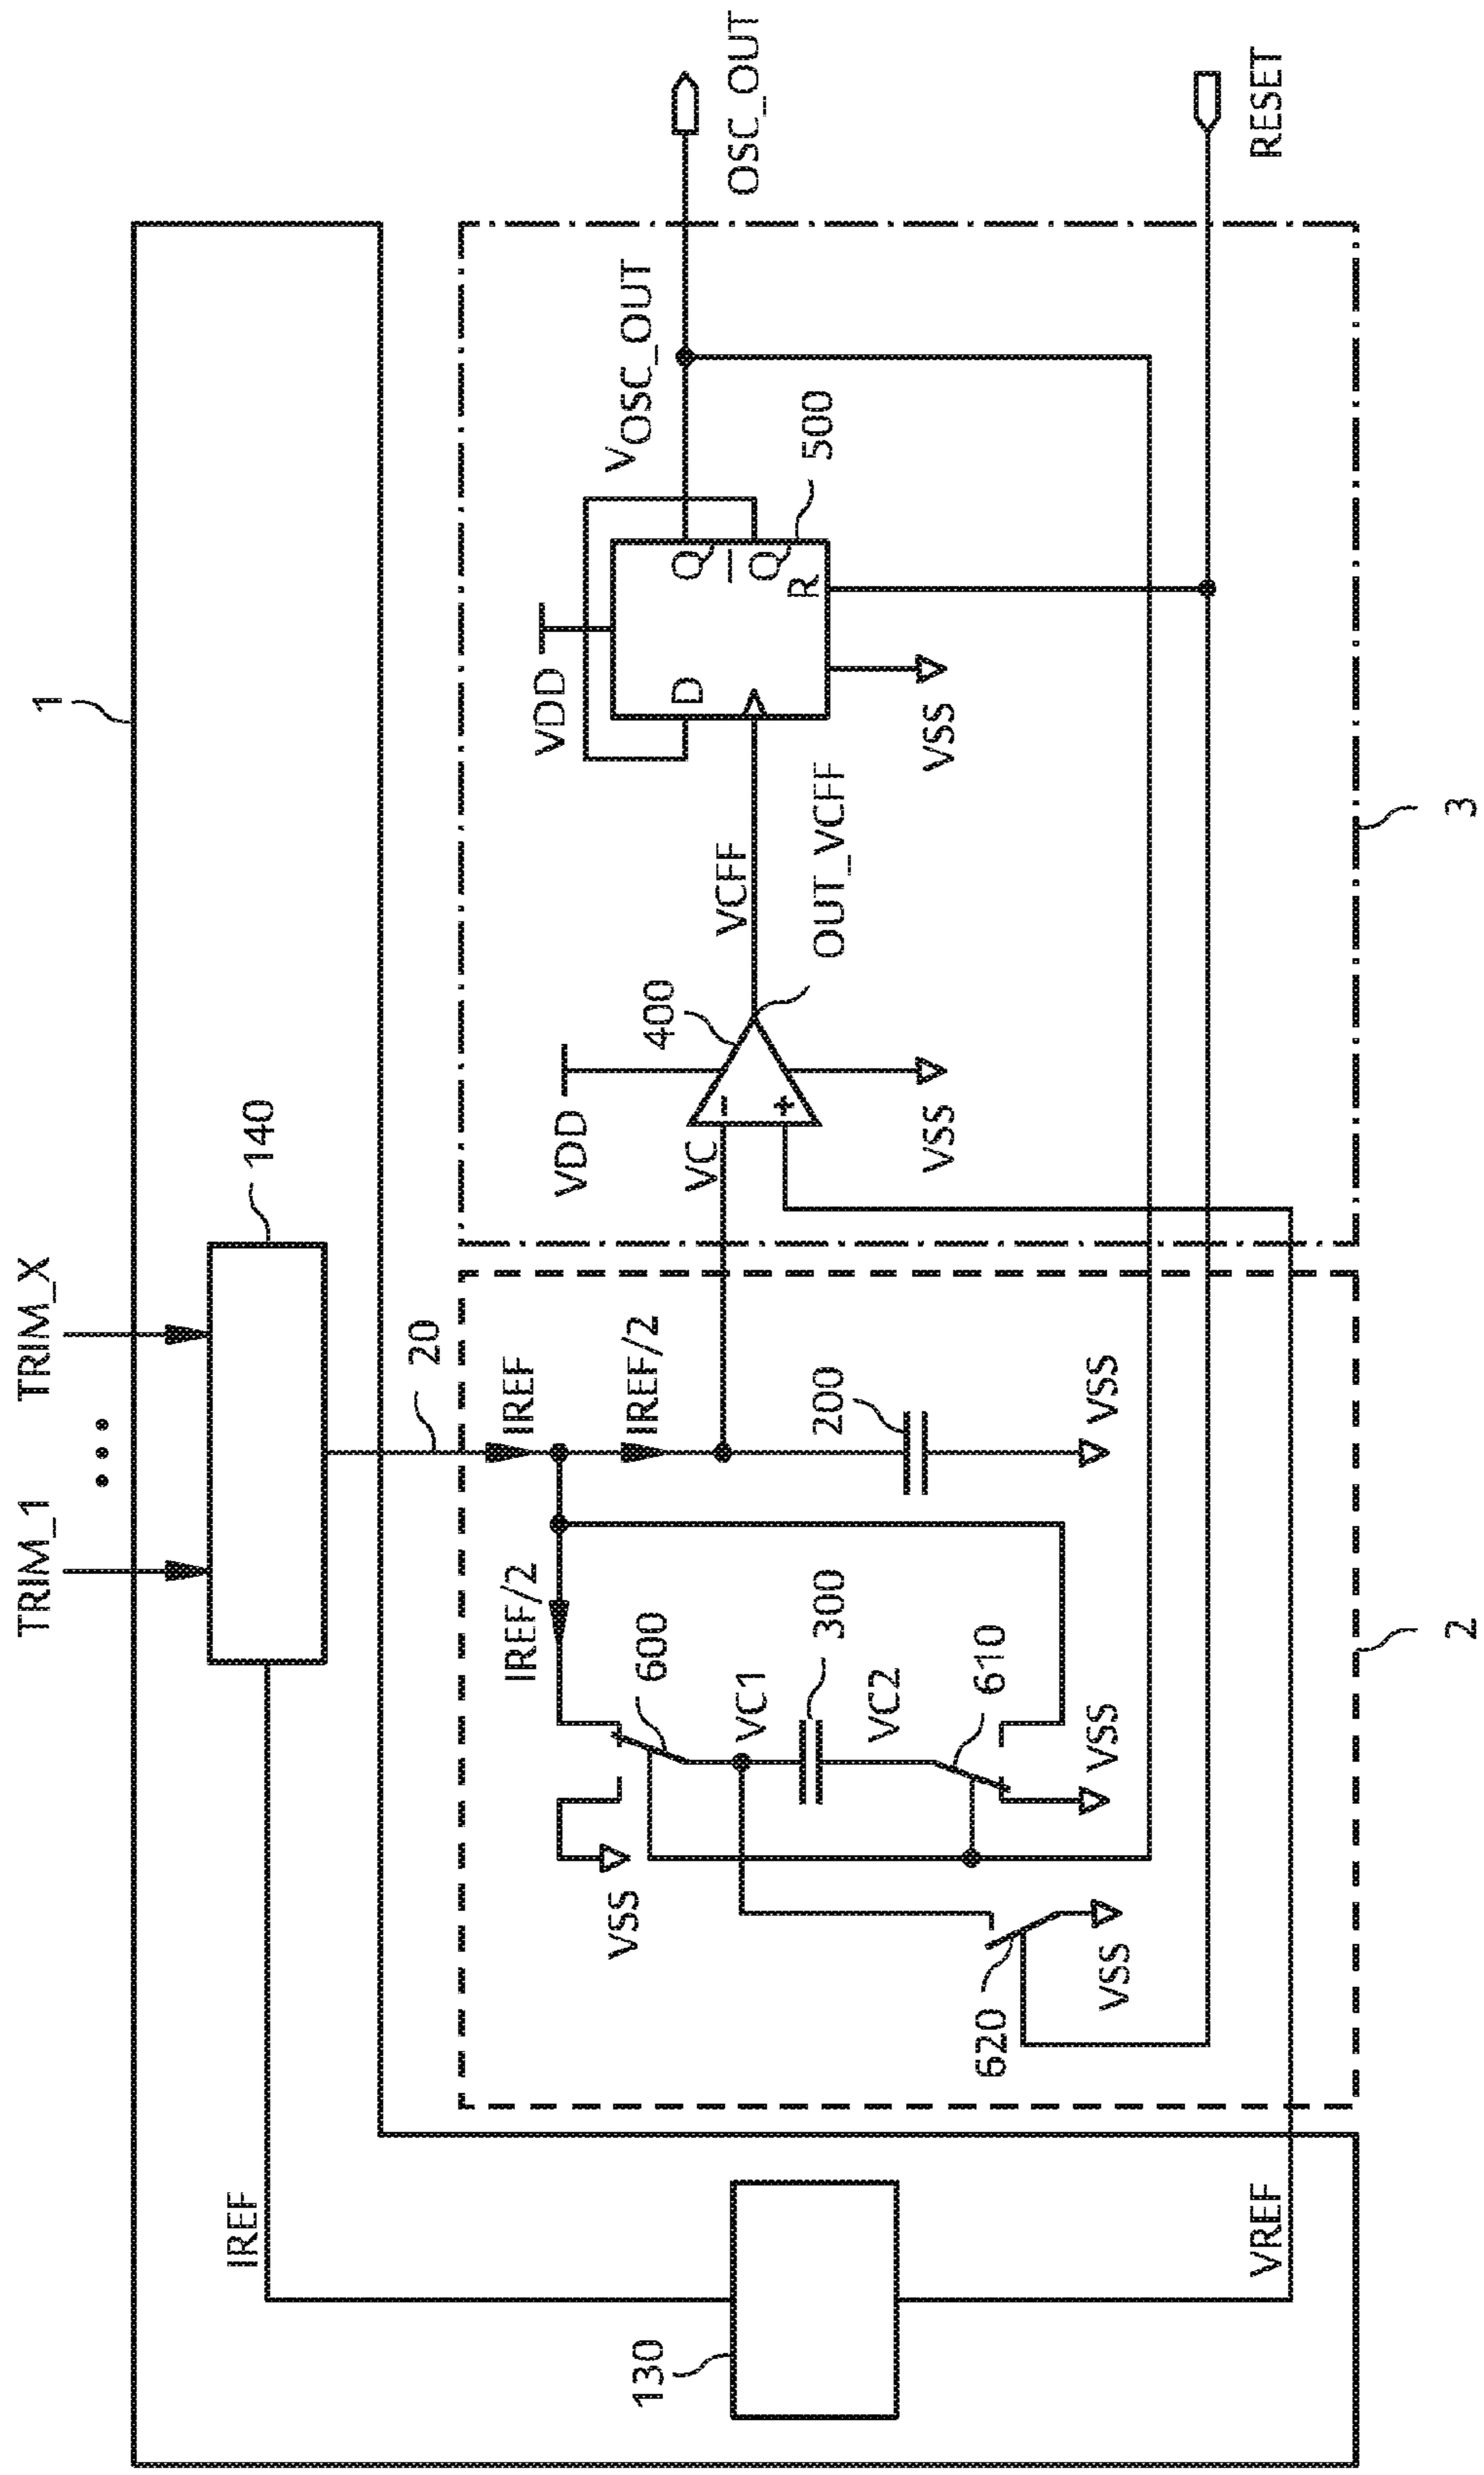 1
TRIM_1
TRIM_X
140
IREF
20
IREF
IREF/2
IREF/2
600
VSS
VC1
300
VC2
610
VSS
200
VSS
620
VSS
2
130
VREF
VDD
400
VC
VSS
VCFF
OUT_VCFF
VDD
D
Q
Q̅
R
500
VSS
VOSC_OUT
OSC_OUT
RESET
3